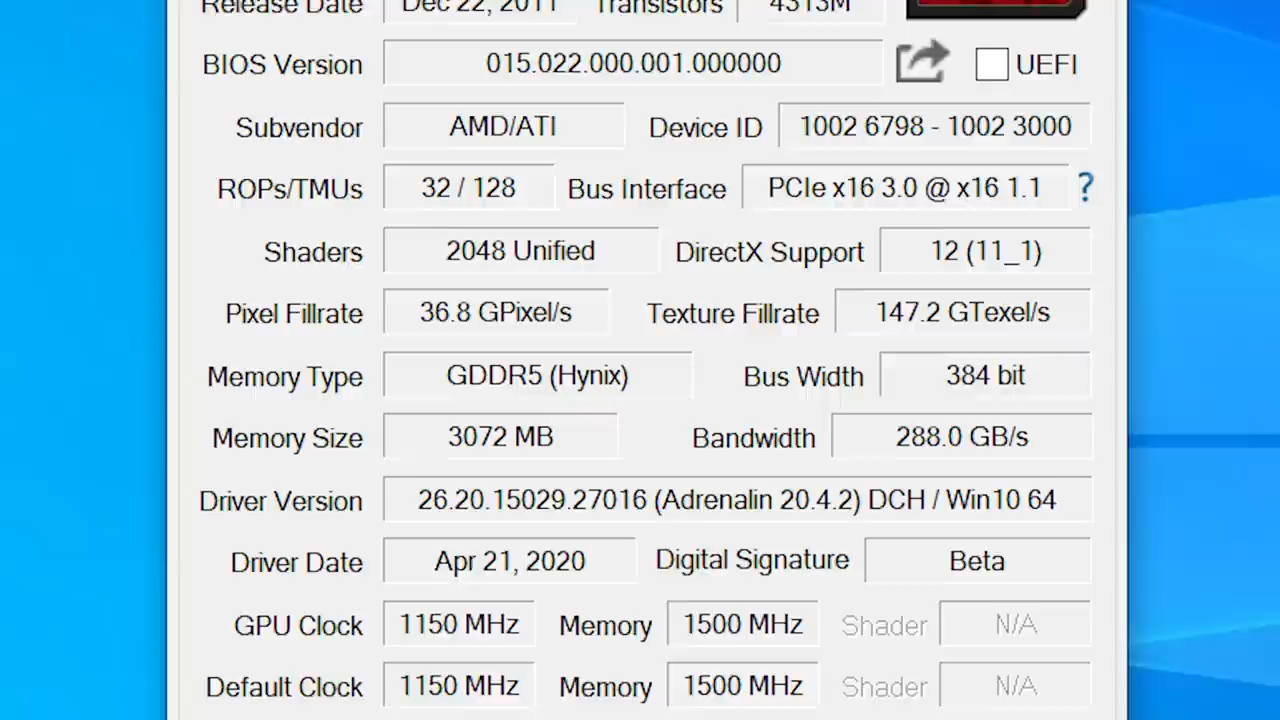 Release Date Dec 22, 2011 Transistors 4313M
BIOS Version 015.022.000.001.000000 UEFI
Subvendor AMD/ATI Device ID 1002 6798 - 1002 3000
ROPs/TMUs 32 / 128 Bus Interface PCIe x16 3.0 @ x16 1.1 ?
Shaders 2048 Unified DirectX Support 12 (11_1)
Pixel Fillrate 36.8 GPixel/s Texture Fillrate 147.2 GTexel/s
Memory Type GDDR5 (Hynix) Bus Width 384 bit
Memory Size 3072 MB Bandwidth 288.0 GB/s
Driver Version 26.20.15029.27016 (Adrenalin 20.4.2) DCH / Win10 64
Driver Date Apr 21, 2020 Digital Signature Beta
GPU Clock 1150 MHz Memory 1500 MHz Shader N/A
Default Clock 1150 MHz Memory 1500 MHz Shader N/A